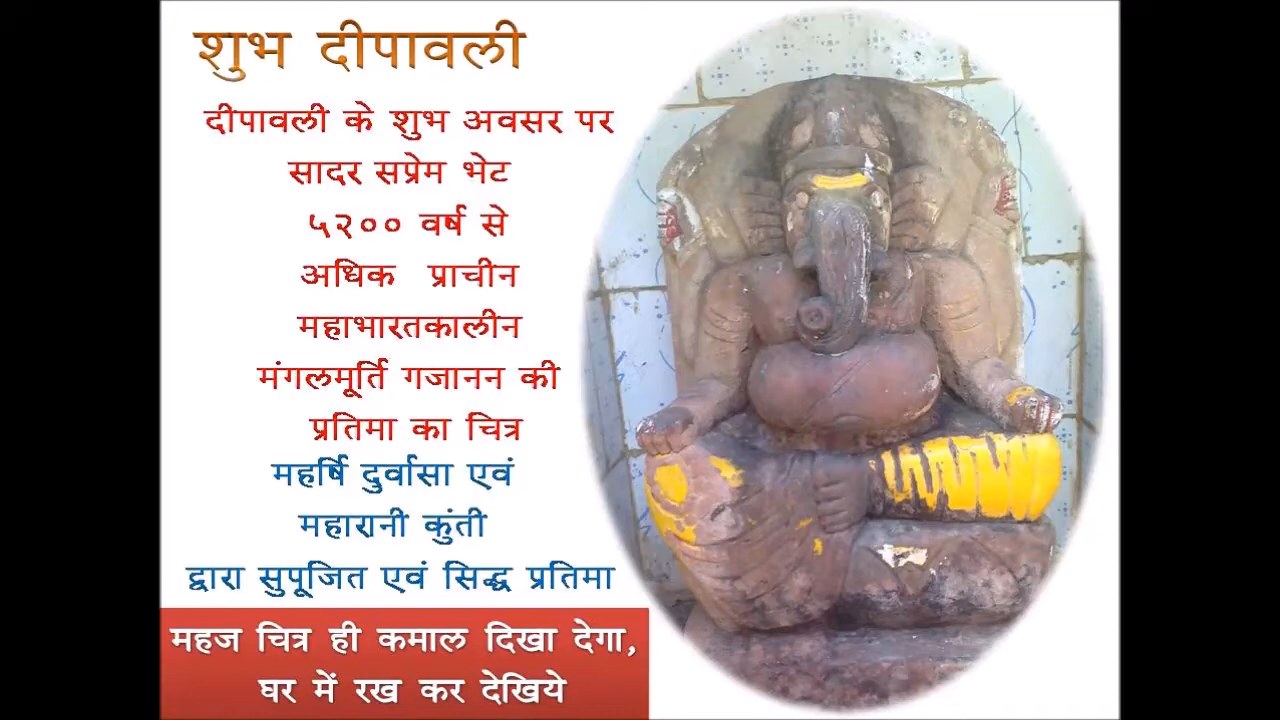 शुभ दीपावली
दीपावली के शुभ अवसर पर
सादर सप्रेम भेट
५२०० वर्ष से
अधिक प्राचीन
महाभारतकालीन
मंगलमूर्ति गजानन की
प्रतिमा का चित्र
महर्षि दुर्वासा एवं
महारानी कुंती
द्वारा सुपूजित एवं सिद्ध प्रतिमा
महज चित्र ही कमाल दिखा देगा,
घर में रख कर देखिये